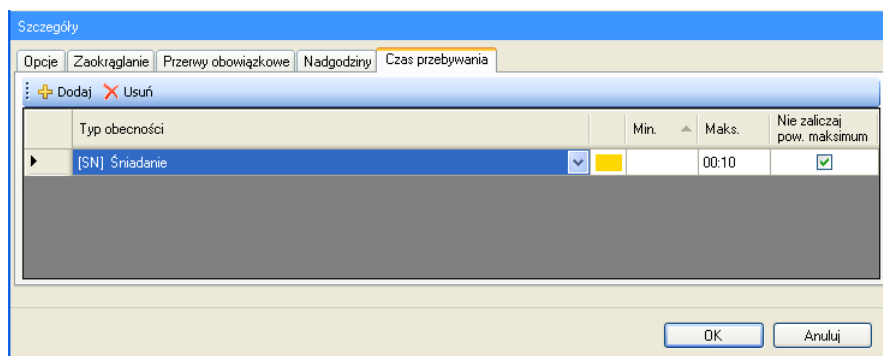 Szczegóły
Opcje Zaokrąglanie Przerwy obowiązkowe Nadgodziny Czas przebywania
Dodaj Usuń
Typ obecności Min. Maks. Nie zaliczaj
pow. maksimum
[SN] Śniadanie 00:10
OK Anuluj